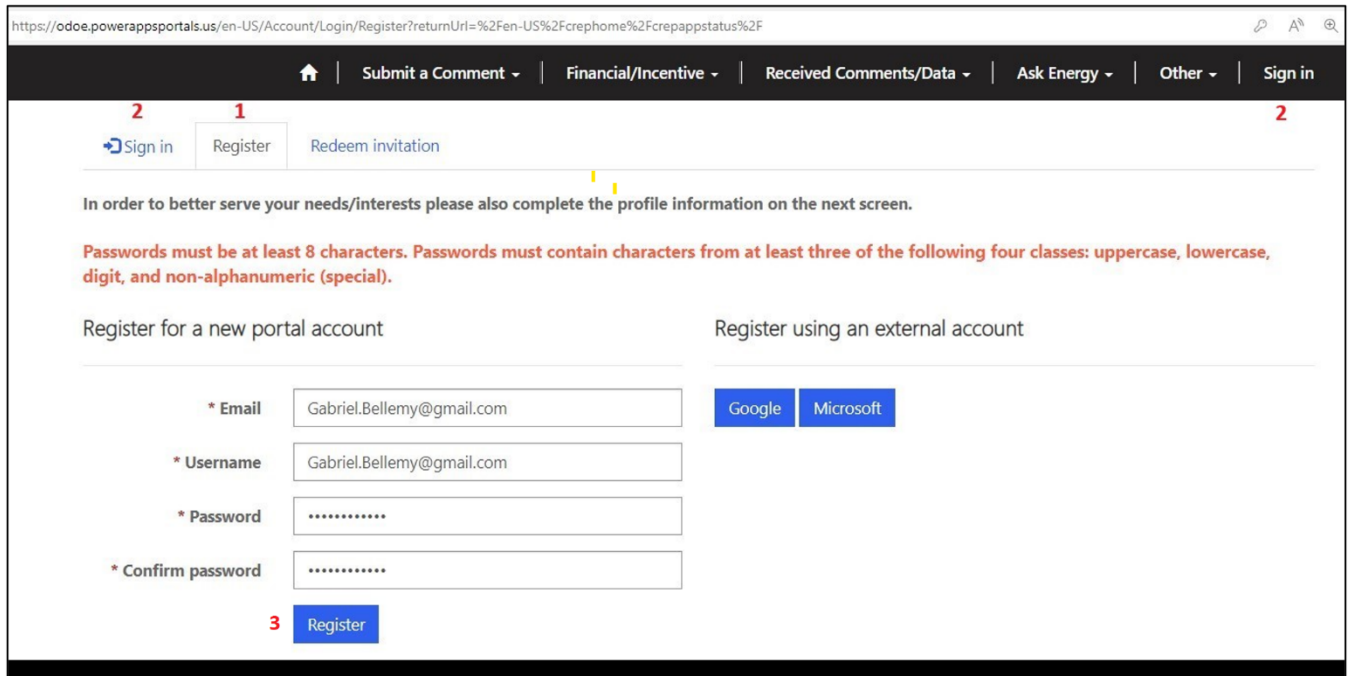 https://odoe.powerappsportals.us/en-US/Account/Login/Register?returnUrl=%2Fen-US%2Fcrephome%2Fcrepappstatus%2F
Submit a Comment | Financial/Incentive | Received Comments/Data | Ask Energy | Other | Sign in
2 1 2
Sign in Register Redeem invitation
In order to better serve your needs/interests please also complete the profile information on the next screen.
Passwords must be at least 8 characters. Passwords must contain characters from at least three of the following four classes: uppercase, lowercase,
digit, and non-alphanumeric (special).
Register for a new portal account Register using an external account
* Email Gabriel.Bellemy@gmail.com Google Microsoft
* Username Gabriel.Bellemy@gmail.com
* Password ••••••••••••
* Confirm password ••••••••••••
3 Register